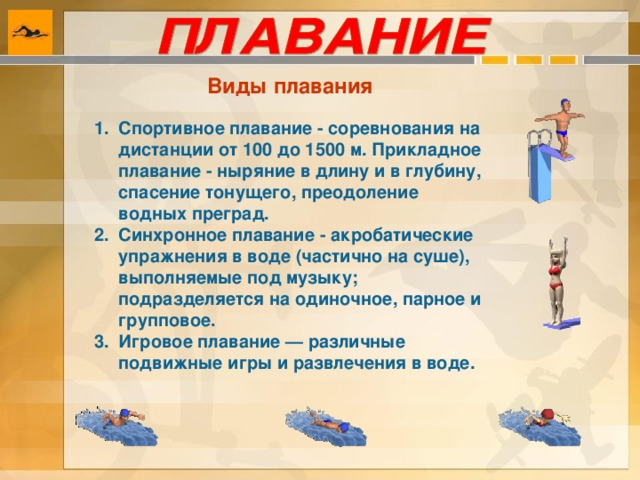 ПЛАВАНИЕ
Виды плавания
1. Спортивное плавание - соревнования на
дистанции от 100 до 1500 м. Прикладное
плавание - ныряние в длину и в глубину,
спасение тонущего, преодоление
водных преград.
2. Синхронное плавание - акробатические
упражнения в воде (частично на суше),
выполняемые под музыку;
подразделяется на одиночное, парное и
групповое.
3. Игровое плавание — различные
подвижные игры и развлечения в воде.